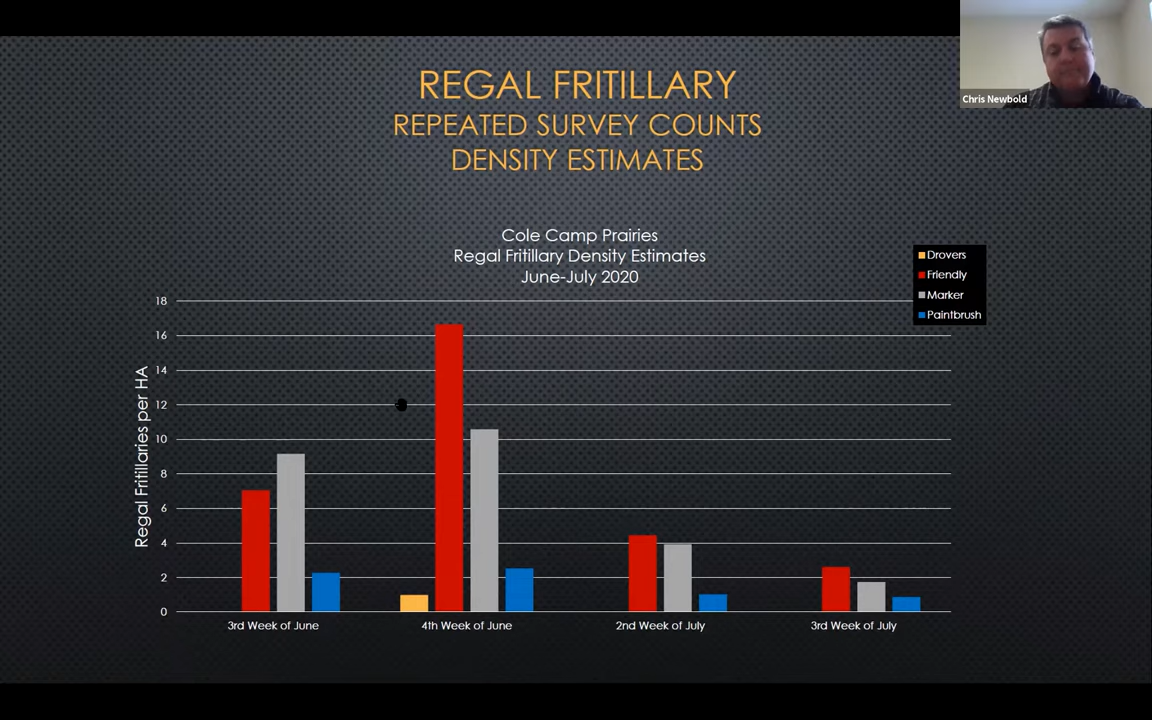 Chris Newbold
REGAL FRITILLARY
REPEATED SURVEY COUNTS
DENSITY ESTIMATES
Cole Camp Prairies
Regal Fritillary Density Estimates
June-July 2020
Drovers
Friendly
Marker
Paintbrush
Regal Fritillaries per HA
18
16
14
12
10
8
6
4
2
0
3rd Week of June
4th Week of June
2nd Week of July
3rd Week of July